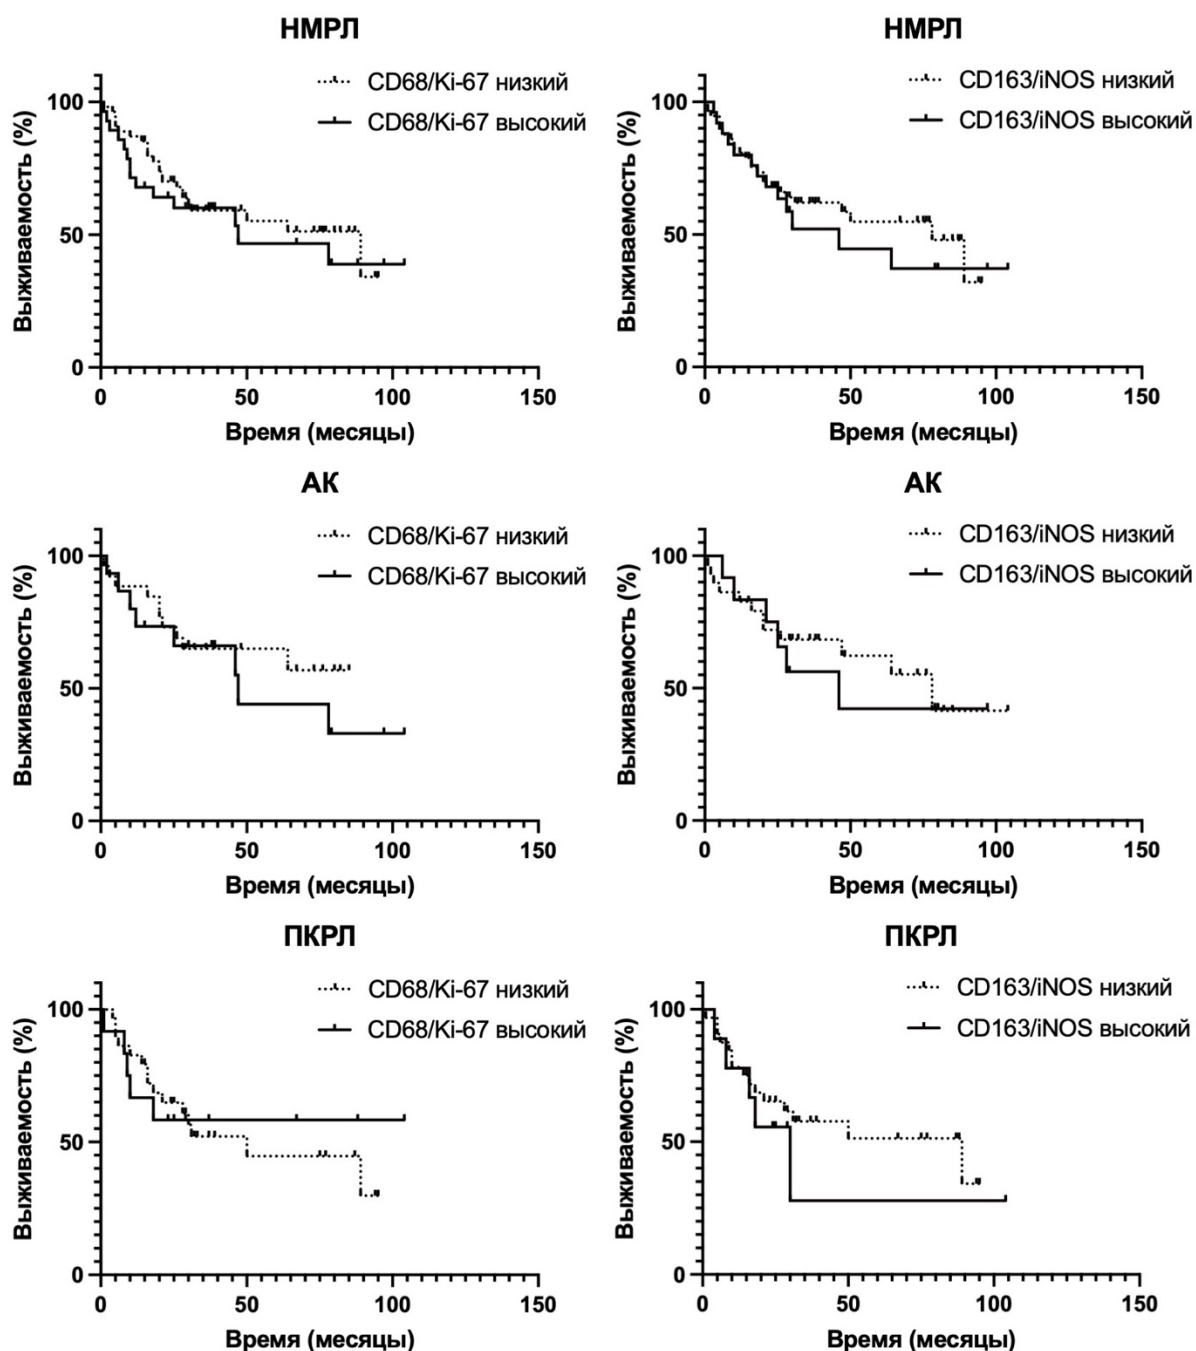 НМРЛ
CD68/Ki-67 низкий
CD68/Ki-67 высокий
Выживаемость (%)
100
50
0
0 50 100 150
Время (месяцы)
НМРЛ
CD163/iNOS низкий
CD163/iNOS высокий
Выживаемость (%)
100
50
0
0 50 100 150
Время (месяцы)
АК
CD68/Ki-67 низкий
CD68/Ki-67 высокий
Выживаемость (%)
100
50
0
0 50 100 150
Время (месяцы)
АК
CD163/iNOS низкий
CD163/iNOS высокий
Выживаемость (%)
100
50
0
0 50 100 150
Время (месяцы)
ПКРЛ
CD68/Ki-67 низкий
CD68/Ki-67 высокий
Выживаемость (%)
100
50
0
0 50 100 150
Время (месяцы)
ПКРЛ
CD163/iNOS низкий
CD163/iNOS высокий
Выживаемость (%)
100
50
0
0 50 100 150
Время (месяцы)